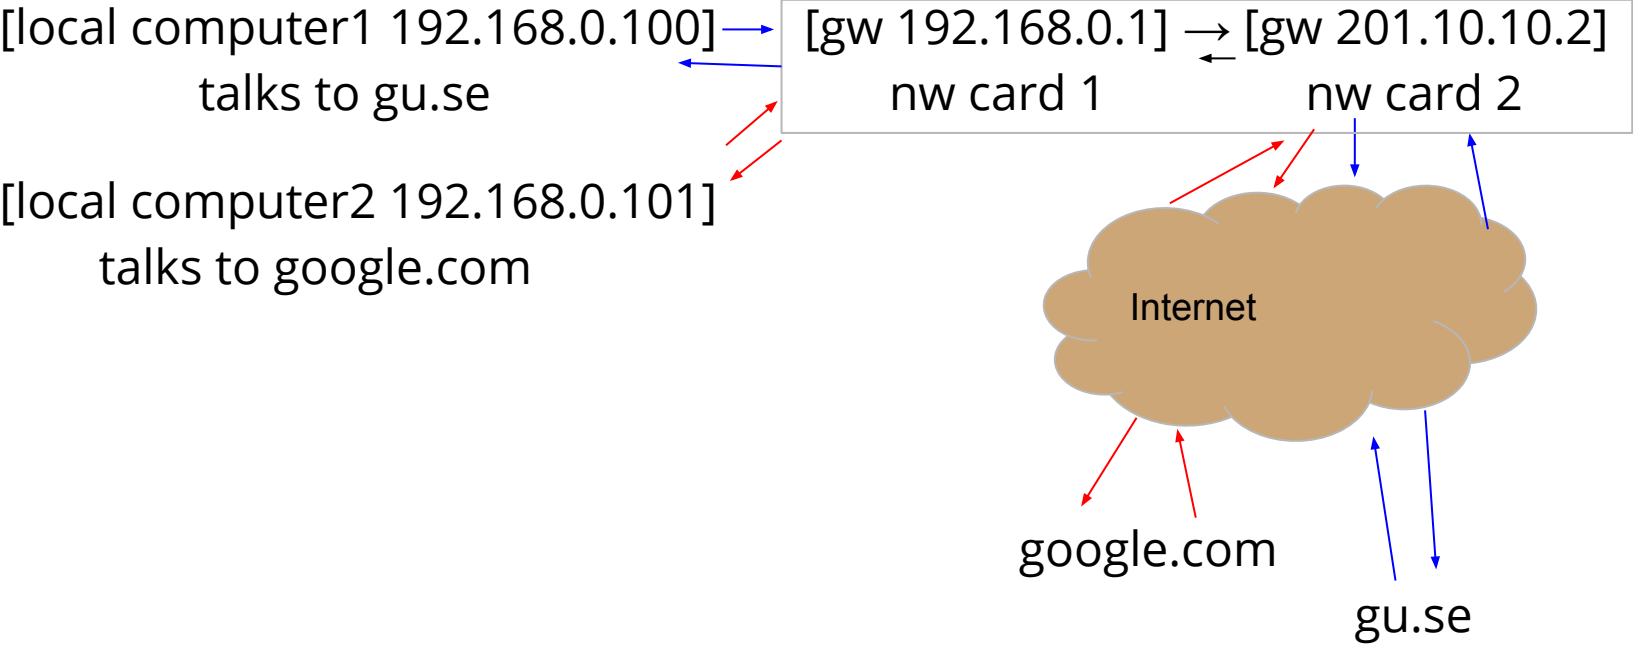 [local computer1 192.168.0.100]
[gw 192.168.0.1] → [gw 201.10.10.2]
talks to gu.se
nw card 1
nw card 2
[local computer2 192.168.0.101]
talks to google.com
Internet
google.com
gu.se